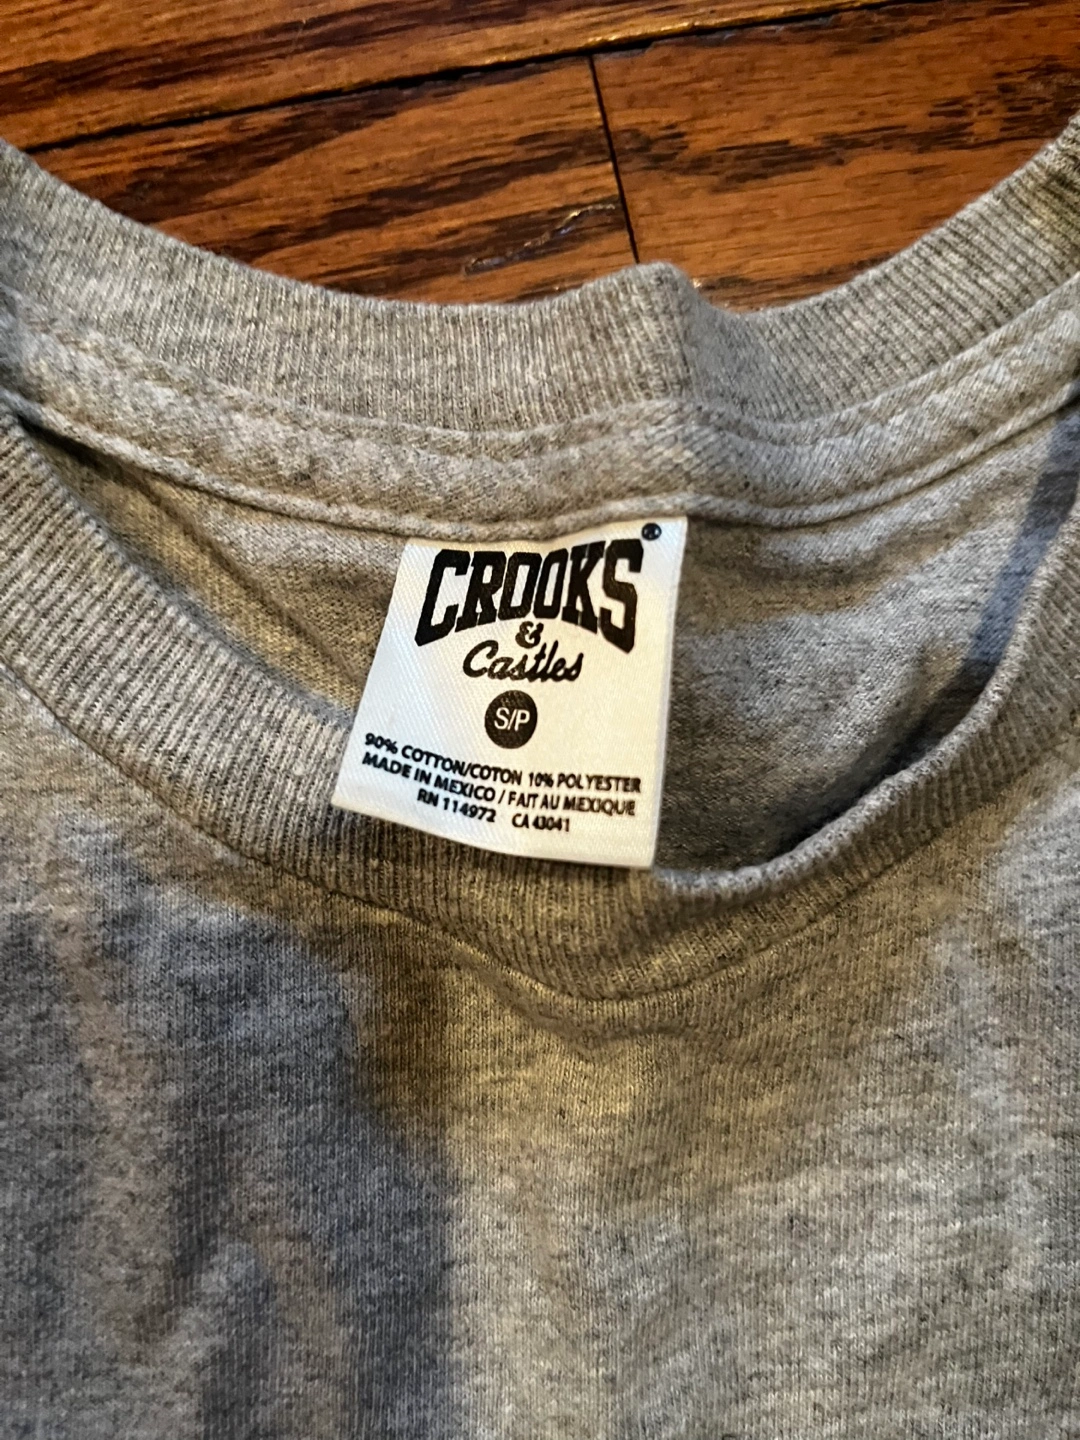 CROOKS®
&
Castles
S/P
90% COTTON/COTON 10% POLYESTER
MADE IN MEXICO / FAIT AU MEXIQUE
RN 114972 CA 43041